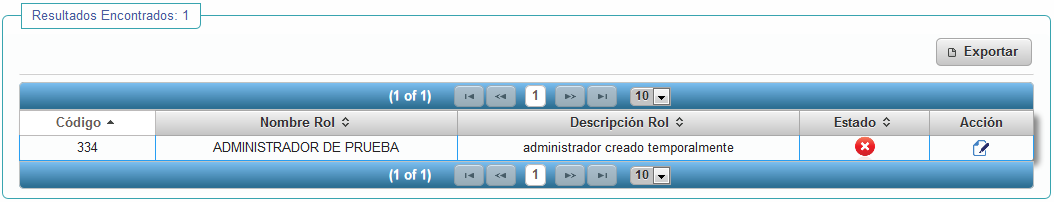 Resultados Encontrados: 1
Exportar
(1 of 1) 1 10
Código Nombre Rol Descripción Rol Estado Acción
334 ADMINISTRADOR DE PRUEBA administrador creado temporalmente
(1 of 1) 1 10